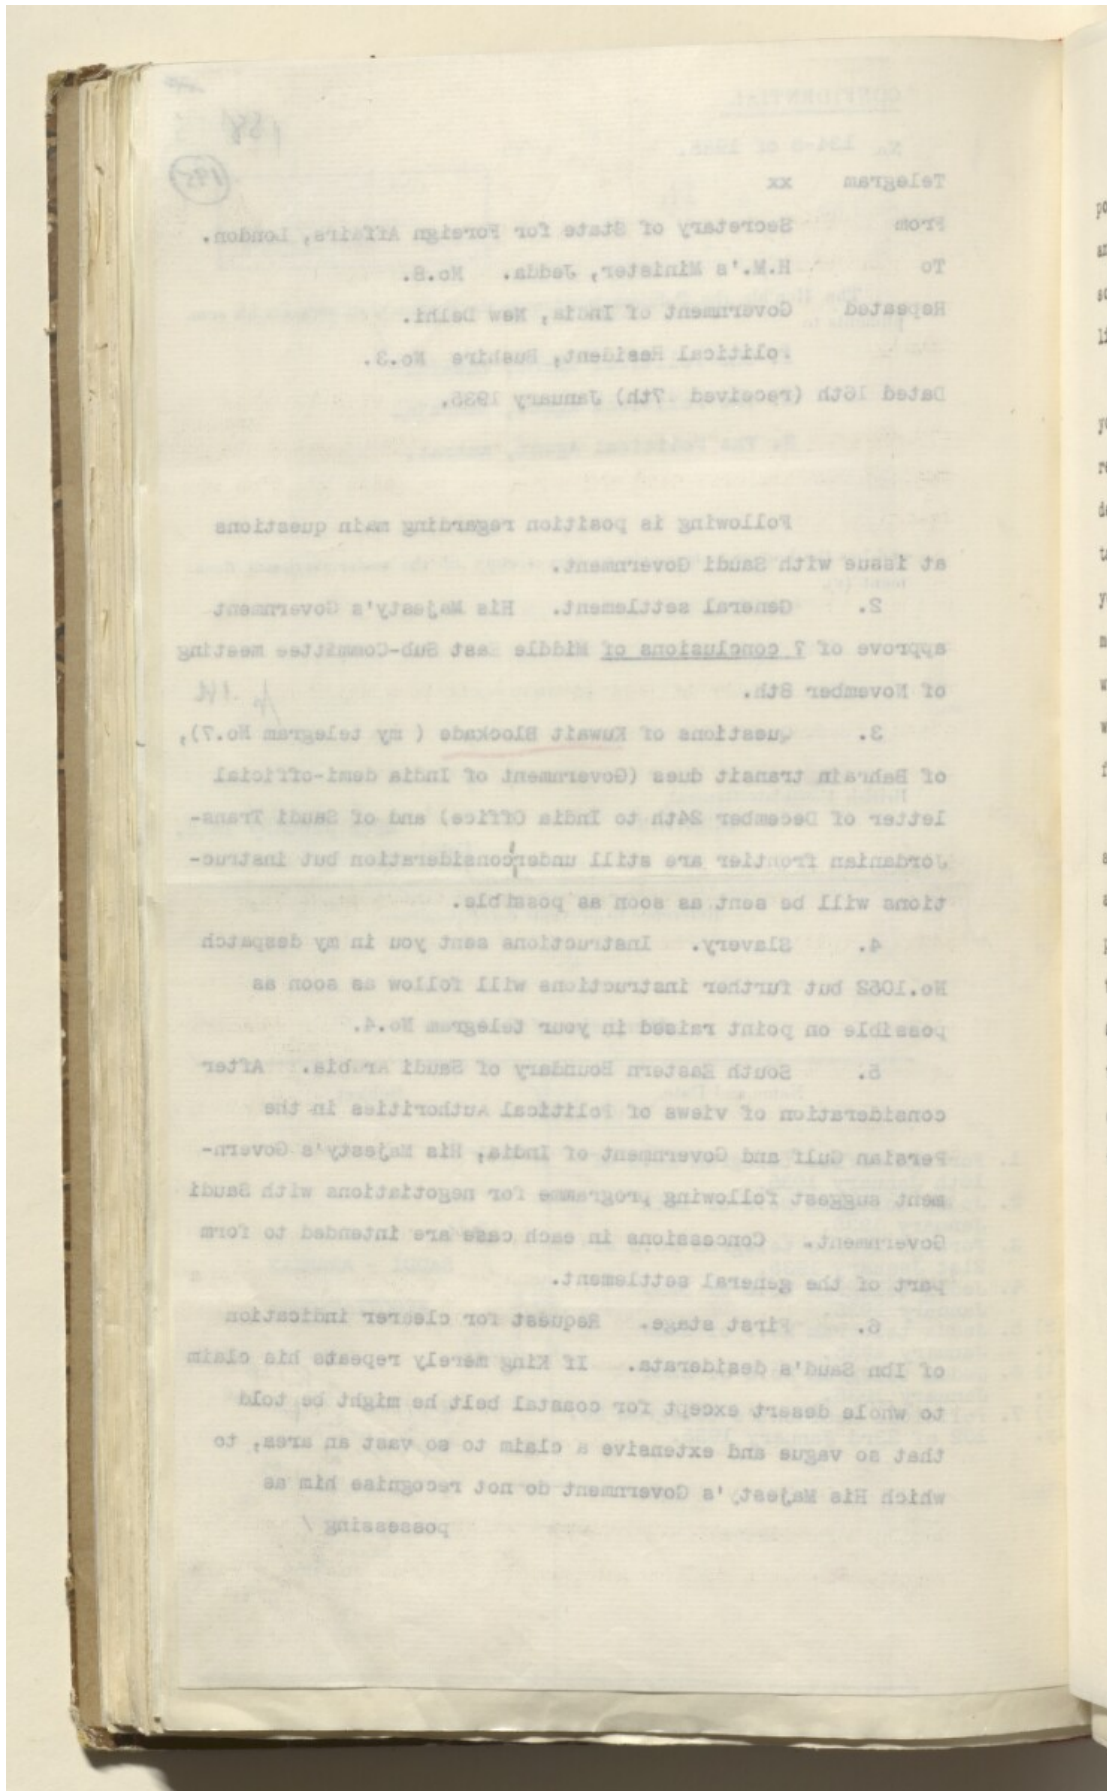 Telegram xx
From Secretary of State for Foreign Affairs, London.
To H.M.'s Minister, Jedda. No.8.
Repeated Government of India, New Delhi.
Political Resident, Bushire No.3.
Dated 16th (received 17th) January 1935.
Following is position regarding main questions
at issue with Saudi Government.
2. General settlement. His Majesty's Government
approve of ? conclusions of Middle East Sub-Committee meeting
of November 8th.
3. Questions of Kuwait Blockade ( my telegram No.7),
of Bahrain transit dues (Government of India demi-official
letter of December 24th to India Office) and of Saudi Trans-
Jordanian frontier are still underconsideration but instruc-
tions will be sent as soon as possible.
4. Slavery. Instructions sent you in my despatch
No.1062 but further instructions will follow as soon as
possible on point raised in your telegram No.4.
5. South Eastern Boundary of Saudi Arabia. After
consideration of views of Political Authorities in the
Persian Gulf and Government of India, His Majesty's Govern-
ment suggest following programme for negotiations with Saudi
Government. Concessions in each case are intended to form
part of the general settlement.
6. First stage. Request for clearer indication
of Ibn Saud's desiderata. If King merely repeats his claim
to whole desert except for coastal belt he might be told
that so vague and extensive a claim to so vast an area, to
which His Majesty's Government do not recognise him as
possessing /